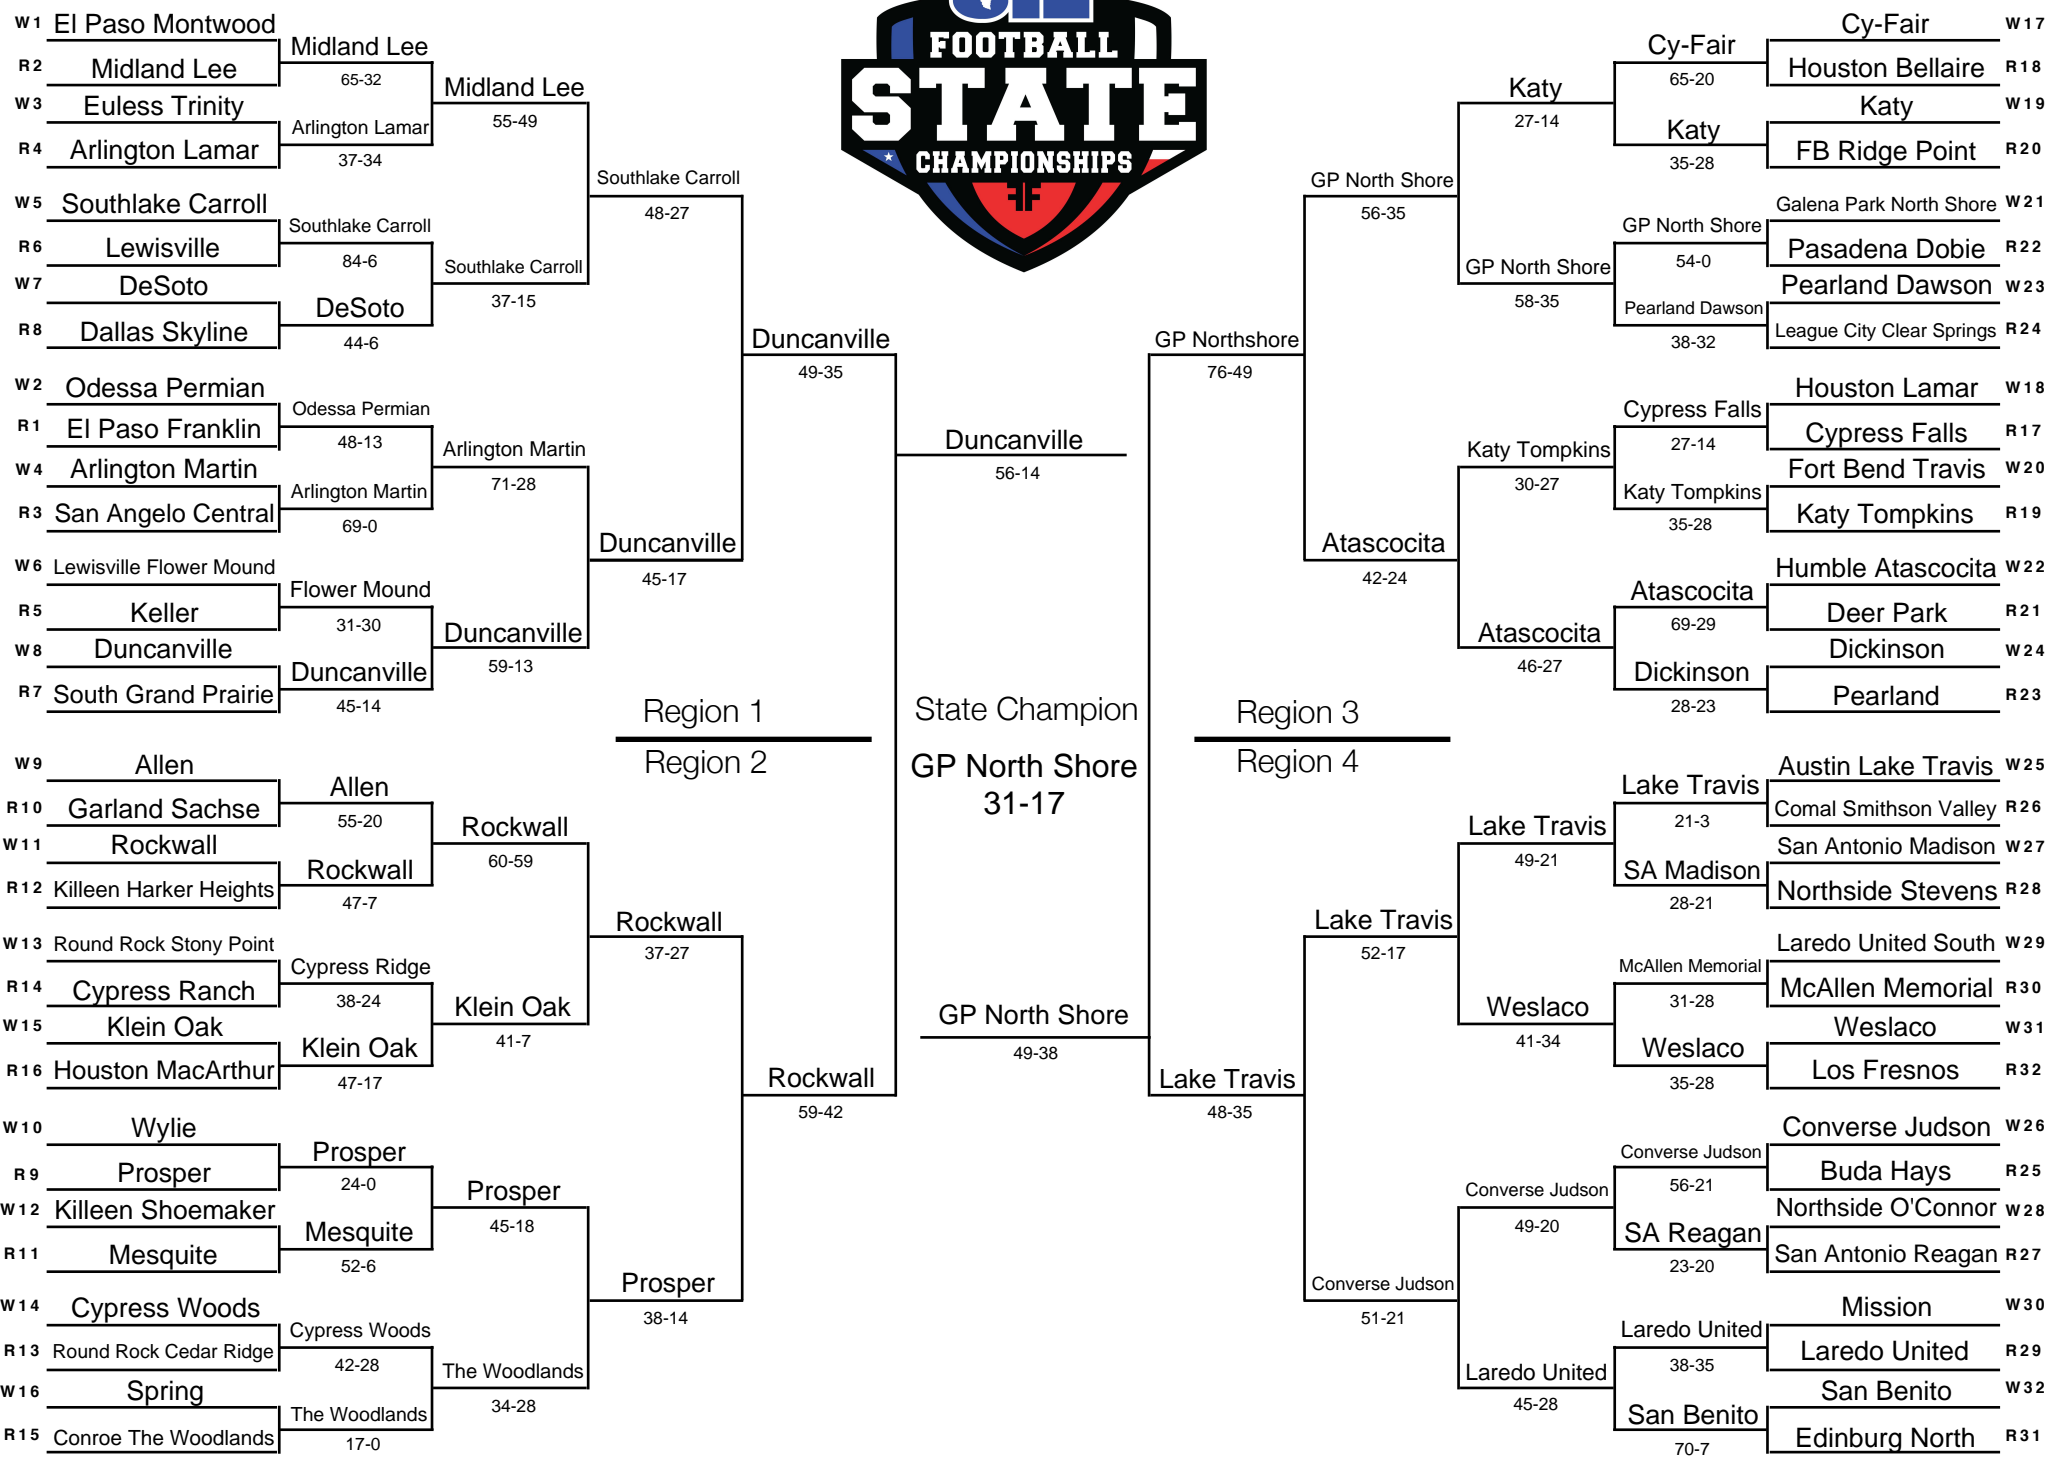 FOOTBALL
STATE
CHAMPIONSHIPS
W1 El Paso Montwood
R2 Midland Lee
W3 Euless Trinity
R4 Arlington Lamar
W5 Southlake Carroll
R6 Lewisville
W7 DeSoto
R8 Dallas Skyline
W2 Odessa Permian
R1 El Paso Franklin
W4 Arlington Martin
R3 San Angelo Central
W6 Lewisville Flower Mound
R5 Keller
W8 Duncanville
R7 South Grand Prairie
W9 Allen
R10 Garland Sachse
W11 Rockwall
R12 Killeen Harker Heights
W13 Round Rock Stony Point
R14 Cypress Ranch
W15 Klein Oak
R16 Houston MacArthur
W10 Wylie
R9 Prosper
W12 Killeen Shoemaker
R11 Mesquite
W14 Cypress Woods
R13 Round Rock Cedar Ridge
W16 Spring
R15 Conroe The Woodlands
Midland Lee
65-32
Arlington Lamar
37-34
Southlake Carroll
84-6
DeSoto
44-6
Odessa Permian
48-13
Arlington Martin
69-0
Flower Mound
31-30
Duncanville
45-14
Allen
55-20
Rockwall
47-7
Cypress Ridge
38-24
Klein Oak
47-17
Prosper
24-0
Mesquite
52-6
Cypress Woods
42-28
The Woodlands
17-0
Midland Lee
55-49
Southlake Carroll
37-15
Arlington Martin
71-28
Duncanville
59-13
Rockwall
60-59
Klein Oak
41-7
Prosper
45-18
The Woodlands
34-28
Southlake Carroll
48-27
Duncanville
45-17
Region 1
Region 2
Rockwall
37-27
Prosper
38-14
Duncanville
49-35
Rockwall
59-42
Duncanville
56-14
State Champion
GP North Shore
31-17
GP North Shore
49-38
GP Northshore
76-49
Lake Travis
48-35
GP North Shore
56-35
Atascocita
42-24
Region 3
Region 4
Lake Travis
52-17
Converse Judson
51-21
Katy
27-14
GP North Shore
58-35
Katy Tompkins
30-27
Atascocita
46-27
Lake Travis
49-21
Weslaco
41-34
Converse Judson
49-20
Laredo United
45-28
Cy-Fair
65-20
Katy
35-28
GP North Shore
54-0
Pearland Dawson
38-32
Cypress Falls
27-14
Katy Tompkins
35-28
Atascocita
69-29
Dickinson
28-23
Lake Travis
21-3
SA Madison
28-21
McAllen Memorial
31-28
Weslaco
35-28
Converse Judson
56-21
SA Reagan
23-20
Laredo United
38-35
San Benito
70-7
Cy-Fair W17
Houston Bellaire R18
Katy W19
FB Ridge Point R20
Galena Park North Shore W21
Pasadena Dobie R22
Pearland Dawson W23
League City Clear Springs R24
Houston Lamar W18
Cypress Falls R17
Fort Bend Travis W20
Katy Tompkins R19
Humble Atascocita W22
Deer Park R21
Dickinson W24
Pearland R23
Austin Lake Travis W25
Comal Smithson Valley R26
San Antonio Madison W27
Northside Stevens R28
Laredo United South W29
McAllen Memorial R30
Weslaco W31
Los Fresnos R32
Converse Judson W26
Buda Hays R25
Northside O'Connor W28
San Antonio Reagan R27
Mission W30
Laredo United R29
San Benito W32
Edinburg North R31